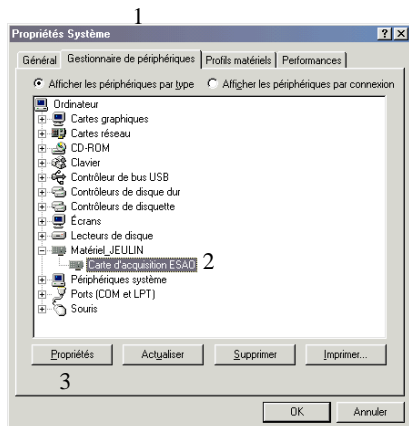 1
Propriétés Système
Général Gestionnaire de périphériques Profils matériels Performances
Afficher les périphériques par type Afficher les périphériques par connexion
Ordinateur
Cartes graphiques
Cartes réseau
CD-ROM
Clavier
Contrôleur de bus USB
Contrôleurs de disque dur
Contrôleurs de disquette
Écrans
Lecteurs de disque
Matériel_JEULIN
Carte d'acquisition ESAO 2
Périphériques système
Ports (COM et LPT)
Souris
Propriétés Actualiser Supprimer Imprimer...
3
OK Annuler